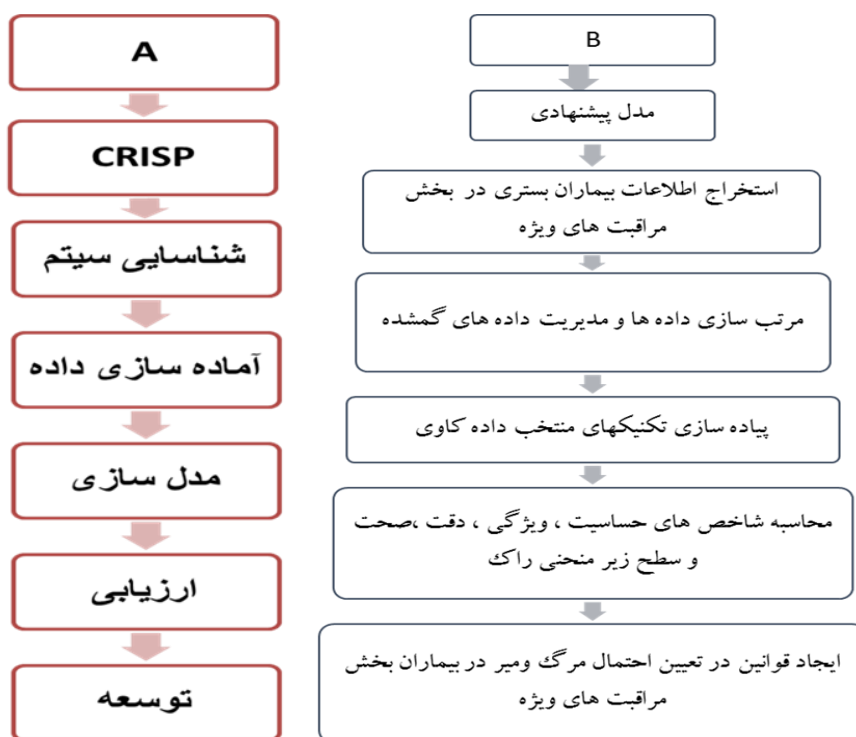 A
CRISP
شناسایی سیتم
آماده سازی داده
مدل سازی
ارزیابی
توسعه
B
مدل پیشنهادی
استخراج اطلاعات بیماران بستری در بخش
مراقبت های ویژه
مرتب سازی داده ها و مدیریت داده های گمشده
پیاده سازی تکنیکهای منتخب داده کاوی
محاسبه شاخص های حساسیت ، ویژگی ، دقت ،صحت
و سطح زیر منحنی راک
ایجاد قوانین در تعیین احتمال مرگ ومیر در بیماران بخش
مراقبت های ویژه